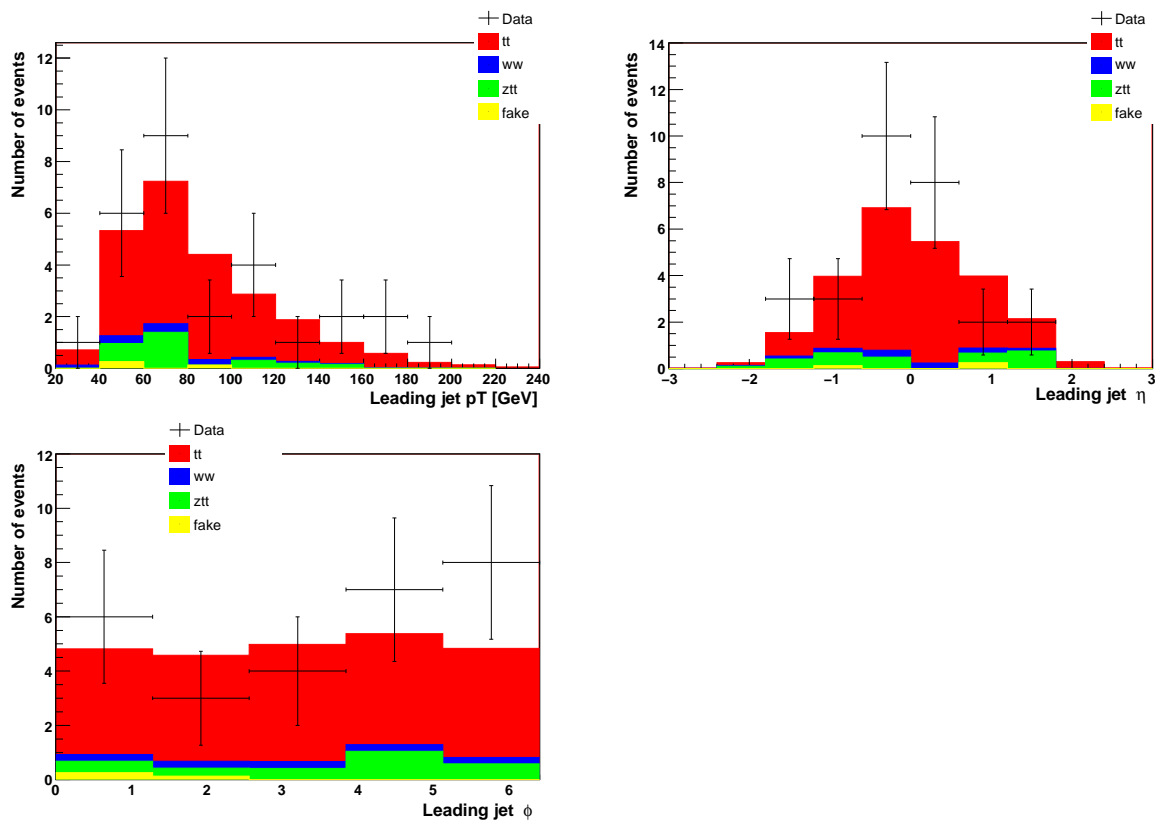 Data
tt
ww
ztt
fake
Number of events
12
10
8
6
4
2
0
20 40 60 80 100 120 140 160 180 200 220 240
Leading jet pT [GeV]
Data
tt
ww
ztt
fake
Number of events
14
12
10
8
6
4
2
0
−3 −2 −1 0 1 2 3
Leading jet η
Data
tt
ww
ztt
fake
Number of events
12
10
8
6
4
2
0
0 1 2 3 4 5 6
Leading jet ϕ